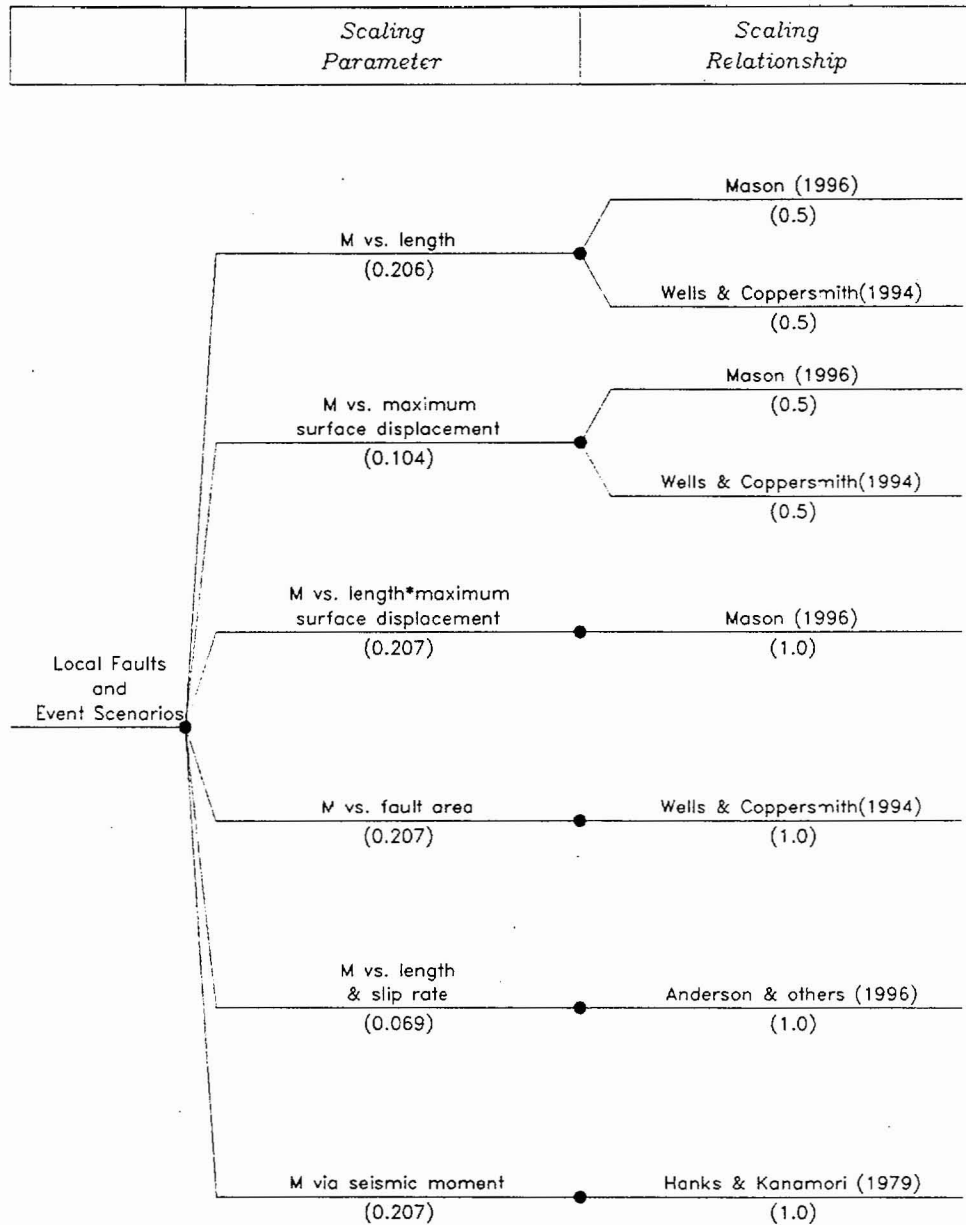 Scaling
Parameter
Scaling
Relationship
Mason (1996)
(0.5)
M vs. length
(0.206)
Wells & Coppersmith(1994)
(0.5)
Mason (1996)
(0.5)
M vs. maximum
surface displacement
(0.104)
Wells & Coppersmith(1994)
(0.5)
M vs. length*maximum
surface displacement
(0.207)
Mason (1996)
(1.0)
Local Faults
and
Event Scenarios
M vs. fault area
(0.207)
Wells & Coppersmith(1994)
(1.0)
M vs. length
& slip rate
(0.069)
Anderson & others (1996)
(1.0)
M via seismic moment
(0.207)
Hanks & Kanamori (1979)
(1.0)